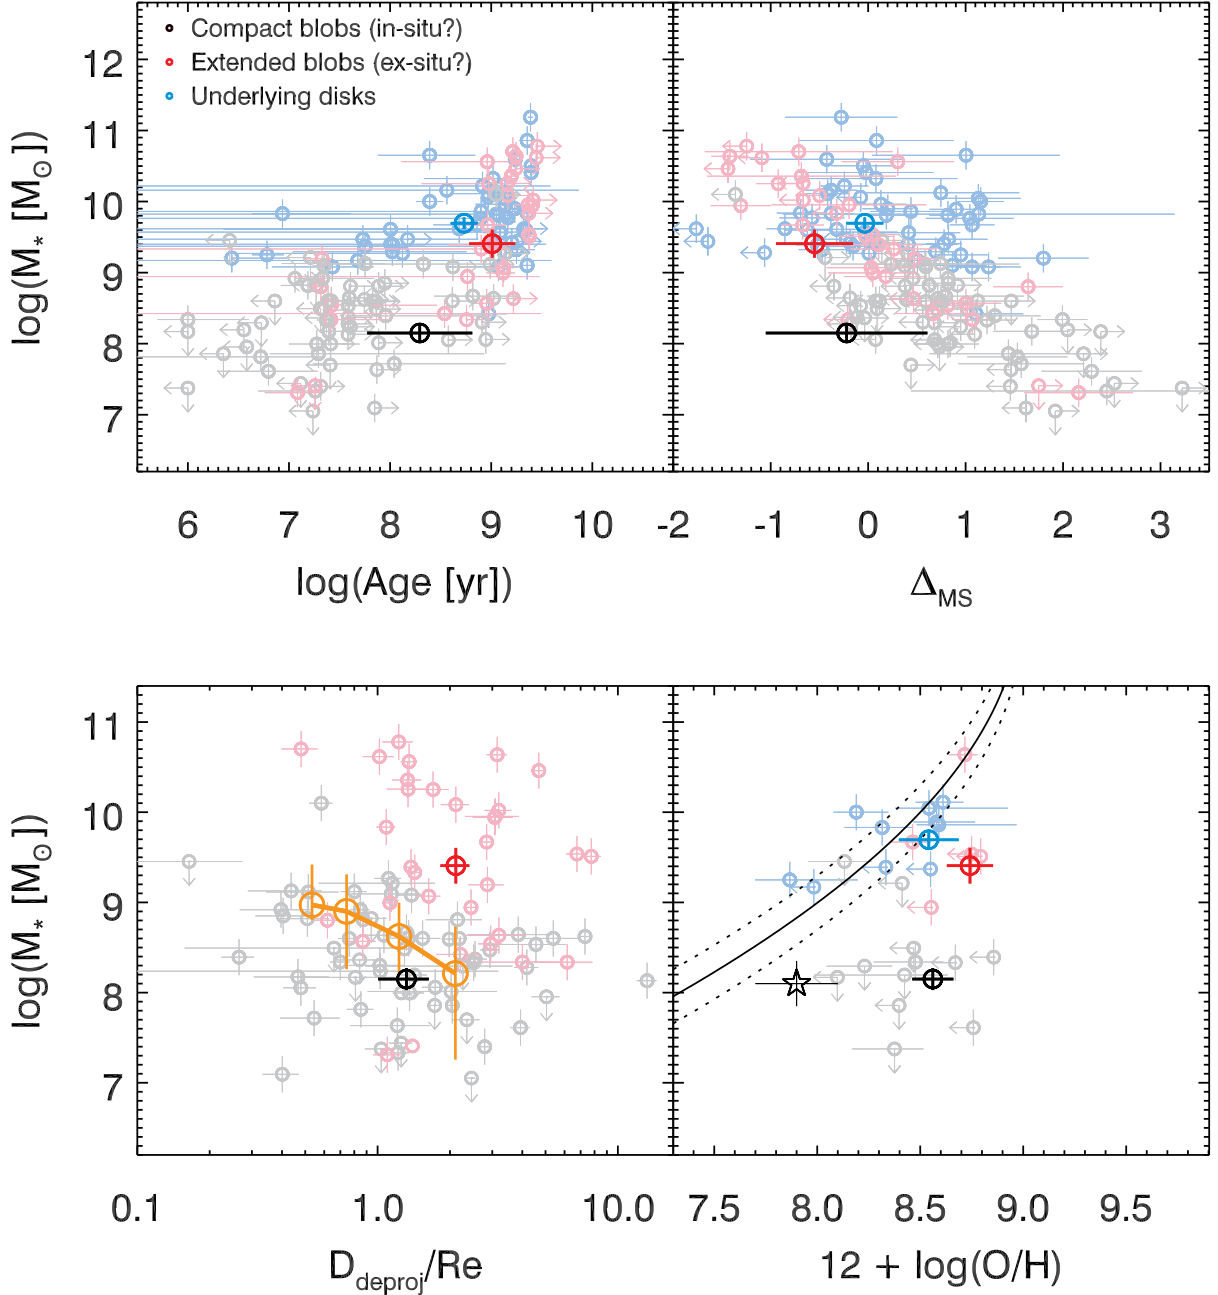 Compact blobs (in-situ?)
Extended blobs (ex-situ?)
Underlying disks
12
11
10
9
8
7
log(M* [M⊙])
6 7 8 9 10
log(Age [yr])
-2 -1 0 1 2 3
ΔMS
11
10
9
8
7
log(M* [M⊙])
0.1 1.0 10.0
Ddeproj/Re
7.5 8.0 8.5 9.0 9.5
12 + log(O/H)